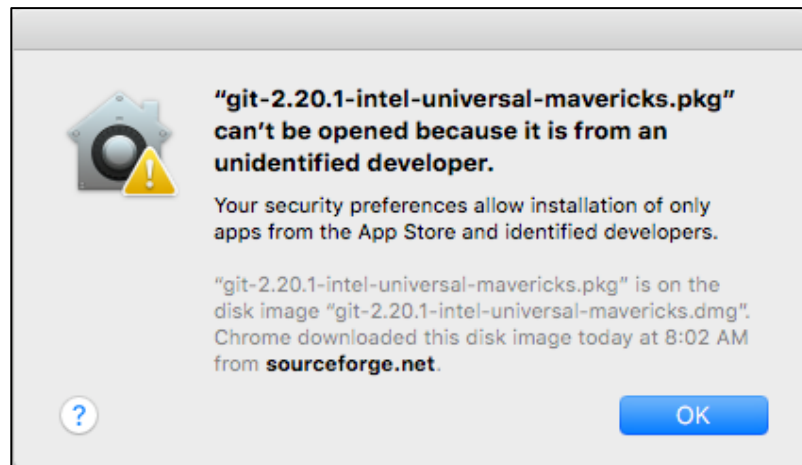 “git-2.20.1-intel-universal-mavericks.pkg”
can’t be opened because it is from an
unidentified developer.
Your security preferences allow installation of only
apps from the App Store and identified developers.
“git-2.20.1-intel-universal-mavericks.pkg” is on the
disk image “git-2.20.1-intel-universal-mavericks.dmg”.
Chrome downloaded this disk image today at 8:02 AM
from sourceforge.net.
?
OK